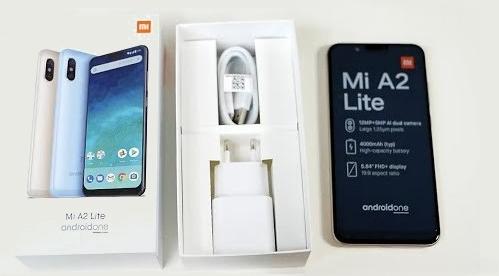 mi
Mi A2 Lite
androidone
mi
Mi A2
Lite
12MP+5MP AI dual camera
Large 1.25μm pixels
4000mAh (typ)
High-capacity battery
5.84" FHD+ display
19:9 aspect ratio
androidone